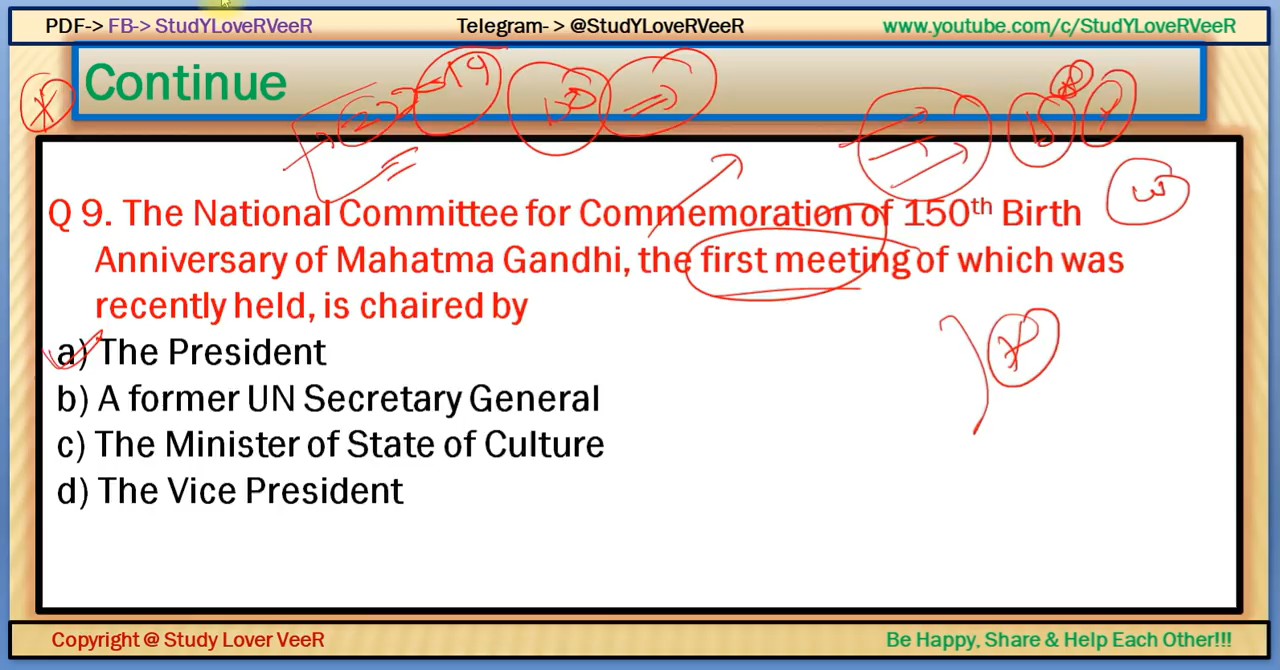 PDF-> FB-> StudYLoveRVeeR Telegram- > @StudYLoveRVeeR www.youtube.com/c/StudYLoveRVeeR
Continue
Q 9. The National Committee for Commemoration of 150th Birth
Anniversary of Mahatma Gandhi, the first meeting of which was
recently held, is chaired by
a) The President
b) A former UN Secretary General
c) The Minister of State of Culture
d) The Vice President
Copyright @ Study Lover VeeR Be Happy, Share & Help Each Other!!!